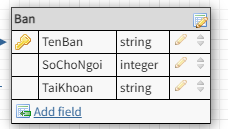 Ban
TenBan string
SoChoNgoi integer
TaiKhoan string
Add field